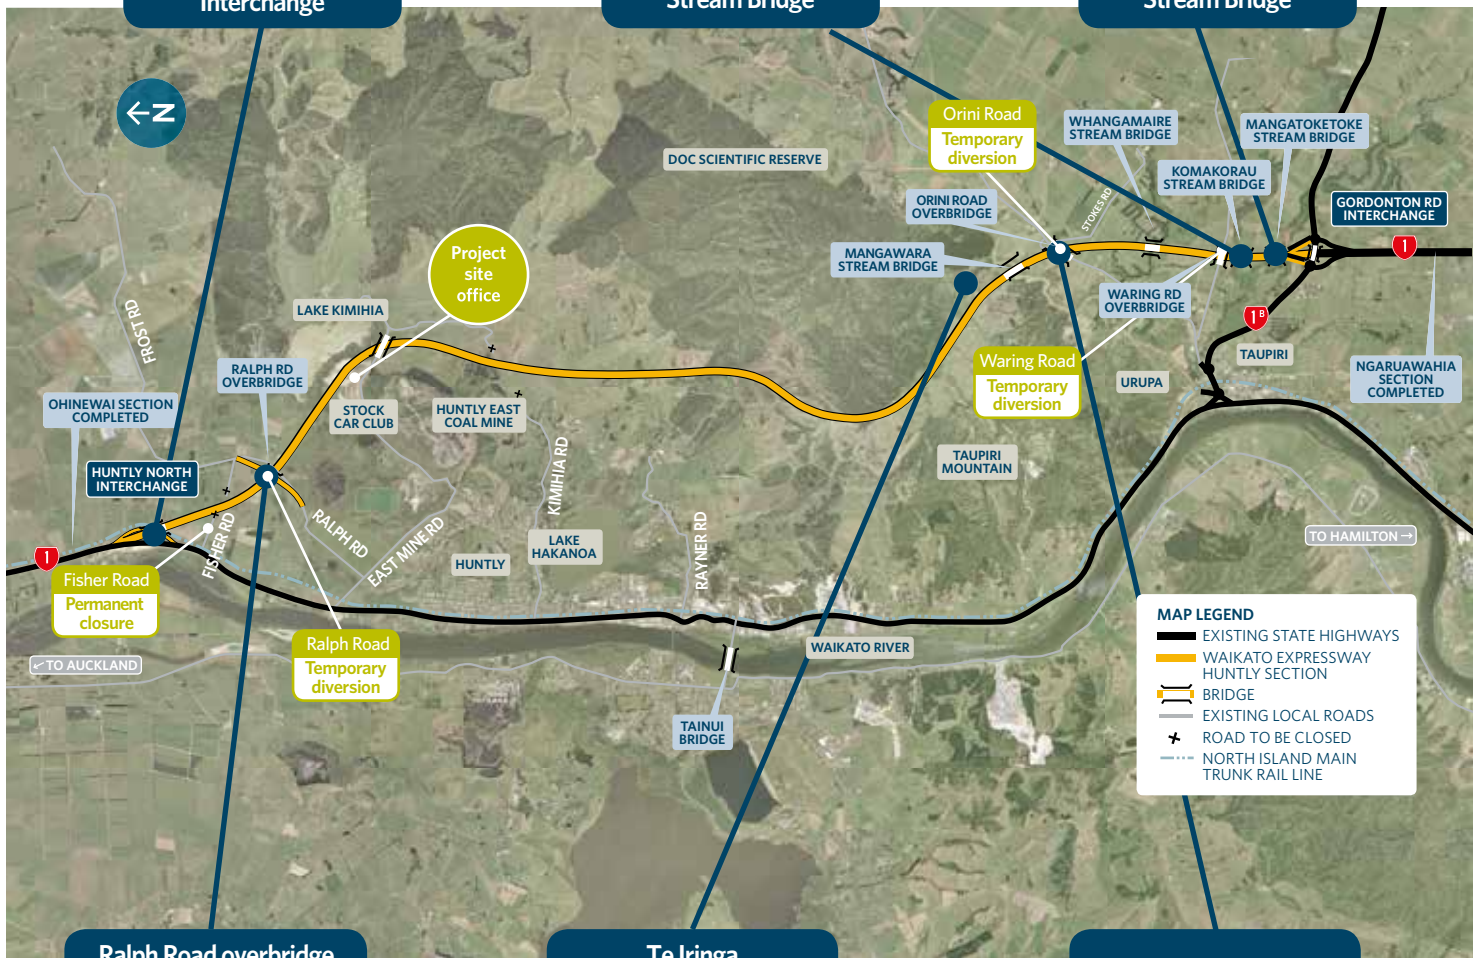 Interchange
Stream Bridge
Stream Bridge
N
Orini Road
Temporary
diversion
WHANGAMAIRE
STREAM BRIDGE
MANGATOKETOKE
STREAM BRIDGE
DOC SCIENTIFIC RESERVE
KOMAKORAU
STREAM BRIDGE
ORINI ROAD
OVERBRIDGE
STOKES RD
GORDONTON RD
INTERCHANGE
1
MANGAWARA
STREAM BRIDGE
Project
site
office
LAKE KIMIHIA
WARING RD
OVERBRIDGE
1B
FROST RD
RALPH RD
OVERBRIDGE
Waring Road
Temporary
diversion
TAUPIRI
URUPA
NGARUAWAHIA
SECTION
COMPLETED
OHINEWAI SECTION
COMPLETED
STOCK
CAR CLUB
HUNTLY EAST
COAL MINE
HUNTLY NORTH
INTERCHANGE
KIMIHIA RD
TAUPIRI
MOUNTAIN
RALPH RD
EAST MINE RD
FISHER RD
RAYNER RD
LAKE
HAKANOA
HUNTLY
TO HAMILTON →
1
Fisher Road
Permanent
closure
Ralph Road
Temporary
diversion
← TO AUCKLAND
WAIKATO RIVER
TAINUI
BRIDGE
MAP LEGEND
EXISTING STATE HIGHWAYS
WAIKATO EXPRESSWAY
HUNTLY SECTION
BRIDGE
EXISTING LOCAL ROADS
ROAD TO BE CLOSED
NORTH ISLAND MAIN
TRUNK RAIL LINE
Ralph Road overbridge
Te Iringa